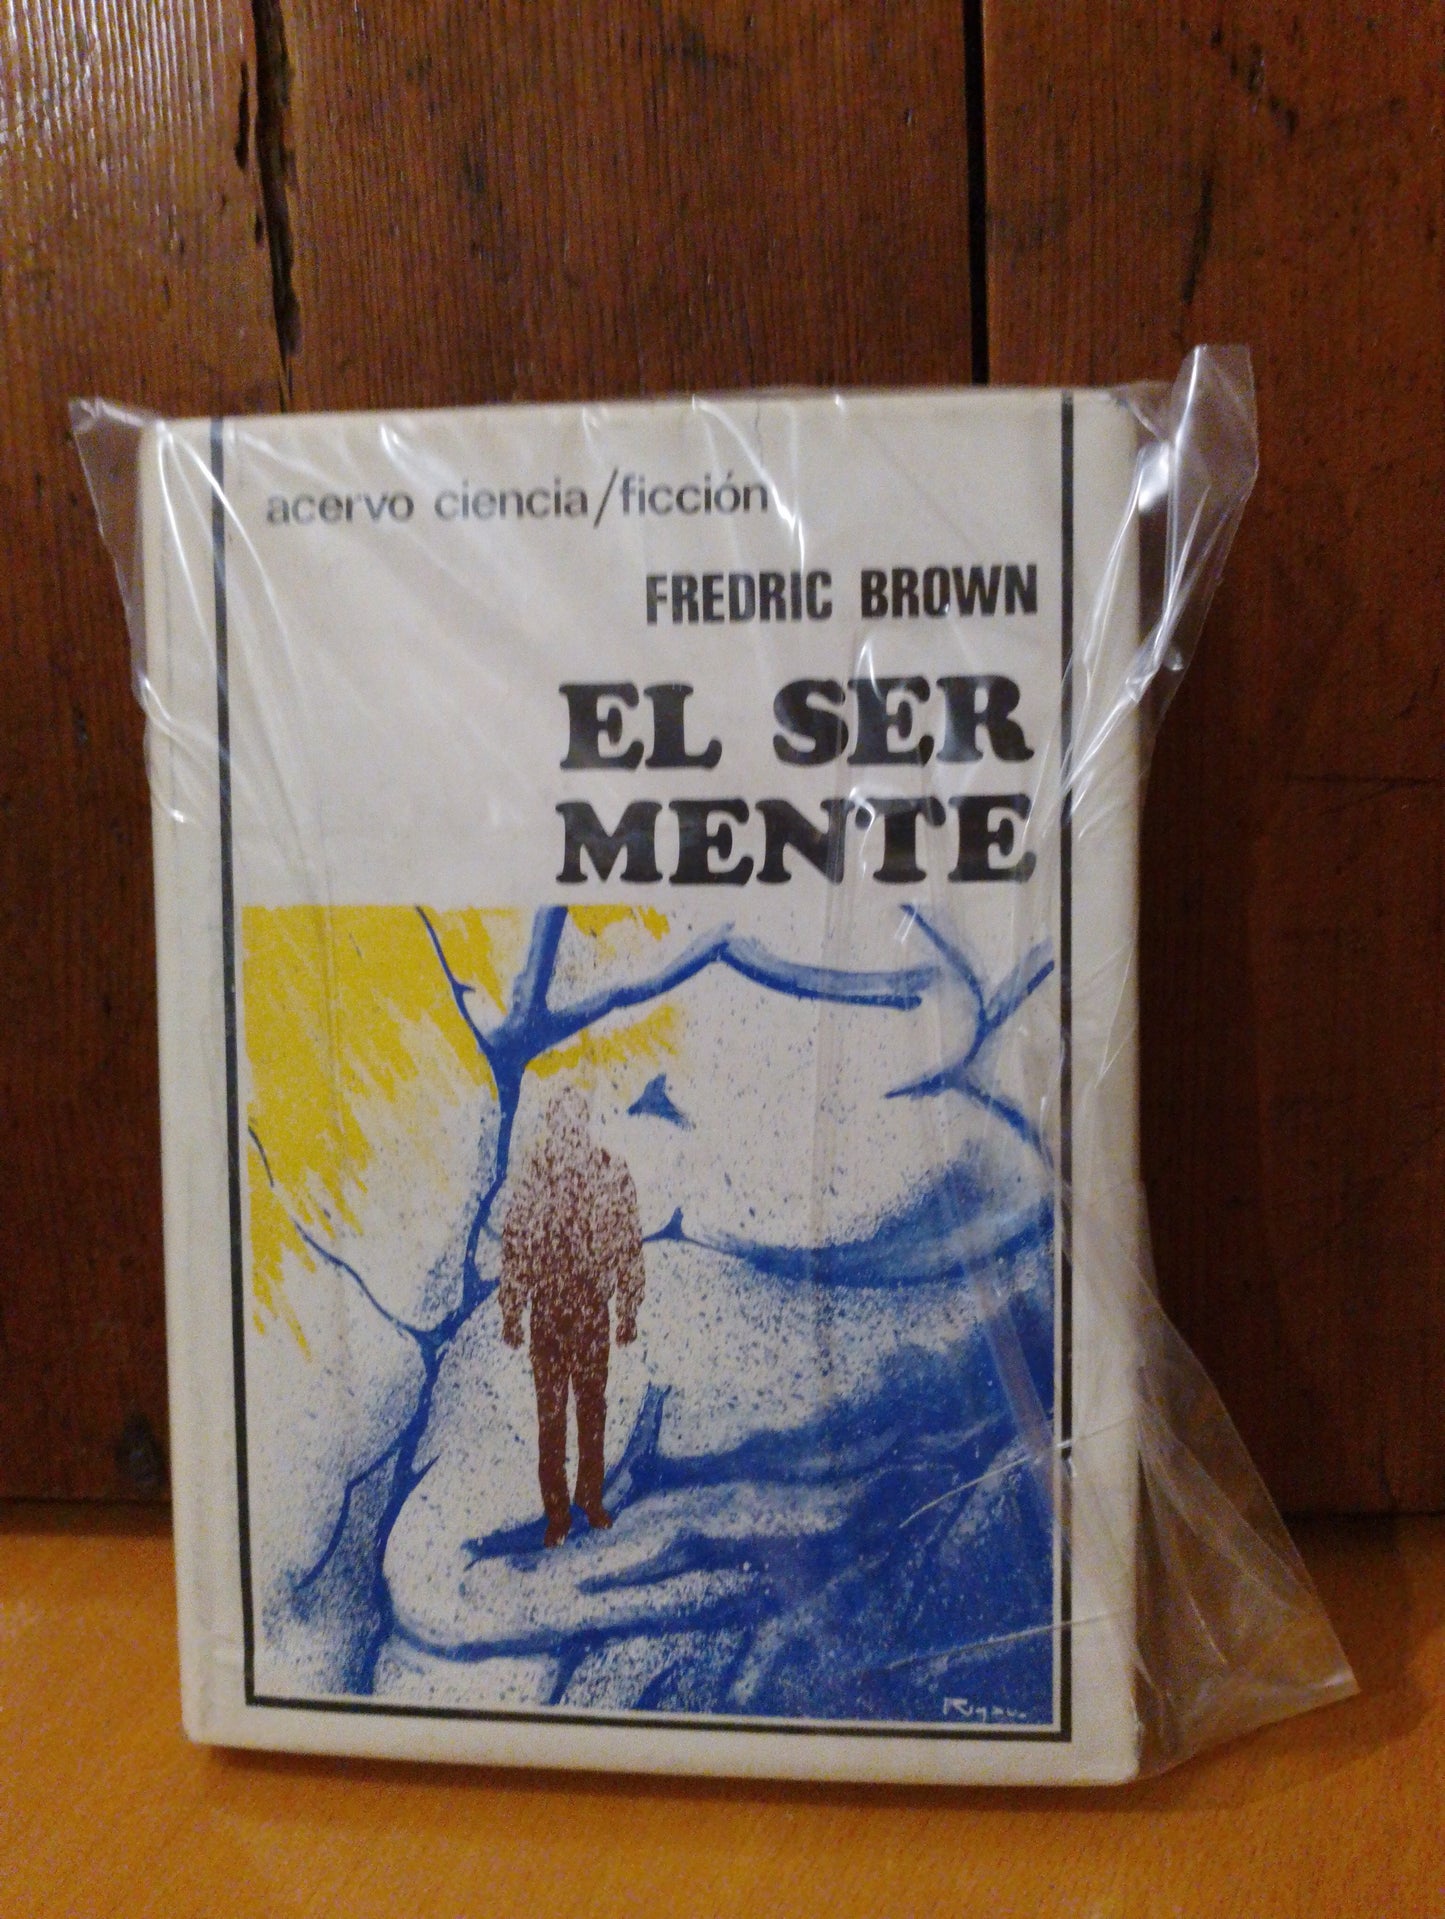 acervo ciencia/ficción
FREDRIC BROWN
EL SER
MENTE